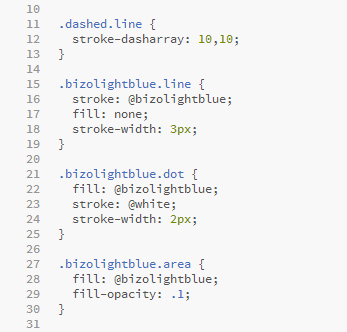 10
11 .dashed.line {
12   stroke-dasharray: 10,10;
13 }
14
15 .bizolightblue.line {
16   stroke: @bizolightblue;
17   fill: none;
18   stroke-width: 3px;
19 }
20
21 .bizolightblue.dot {
22   fill: @bizolightblue;
23   stroke: @white;
24   stroke-width: 2px;
25 }
26
27 .bizolightblue.area {
28   fill: @bizolightblue;
29   fill-opacity: .1;
30 }
31